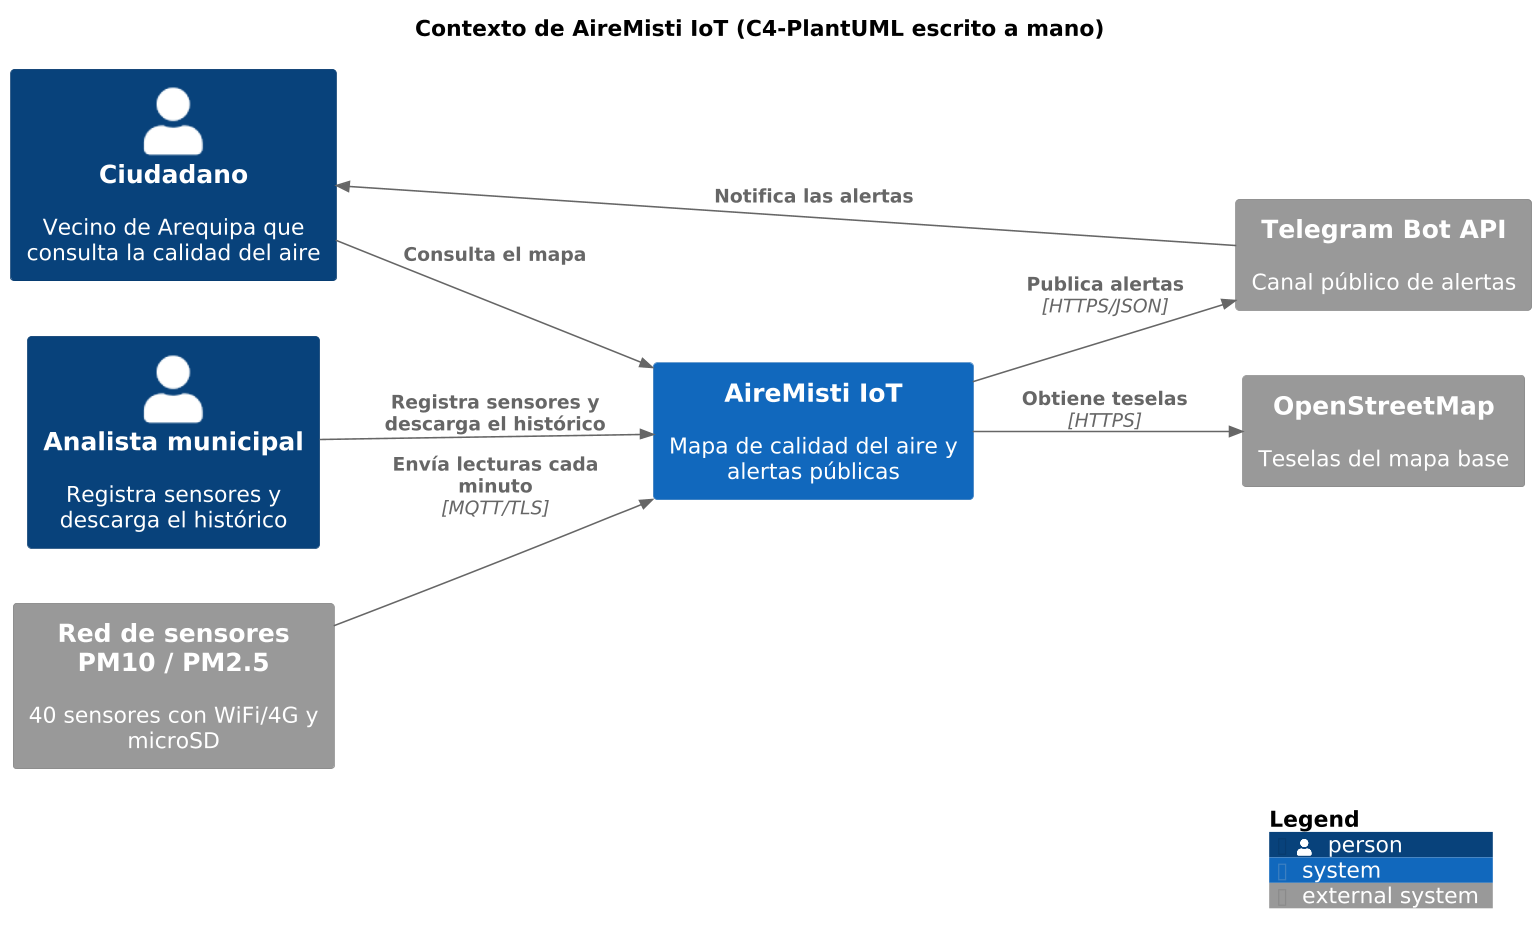 Contexto de AireMisti IoT (C4-PlantUML escrito a mano)
Ciudadano
Vecino de Arequipa que
consulta la calidad del aire
Notifica las alertas
Consulta el mapa
Telegram Bot API
Canal público de alertas
Publica alertas
[HTTPS/JSON]
Analista municipal
Registra sensores y
descarga el histórico
Registra sensores y
descarga el histórico
AireMisti IoT
Mapa de calidad del aire y
alertas públicas
Obtiene teselas
[HTTPS]
OpenStreetMap
Teselas del mapa base
Envía lecturas cada
minuto
[MQTT/TLS]
Red de sensores
PM10 / PM2.5
40 sensores con WiFi/4G y
microSD
Legend
person
system
external system